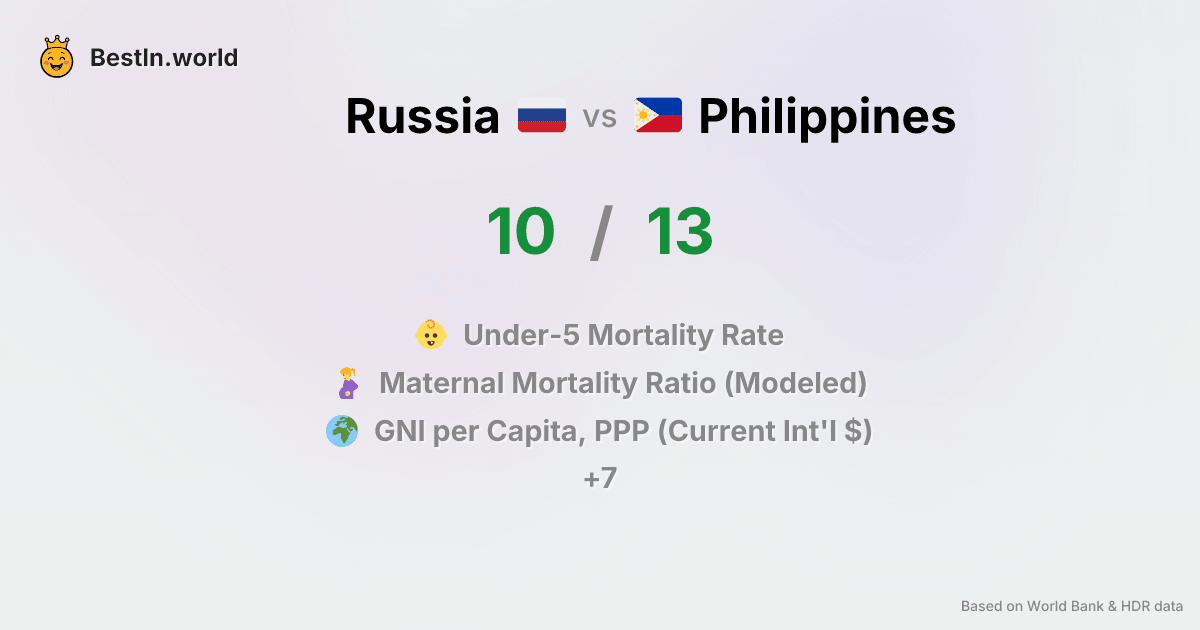 BestIn.world
Russia vs Philippines
10 / 13
Under-5 Mortality Rate
Maternal Mortality Ratio (Modeled)
GNI per Capita, PPP (Current Int'l $)
+7
Based on World Bank & HDR data